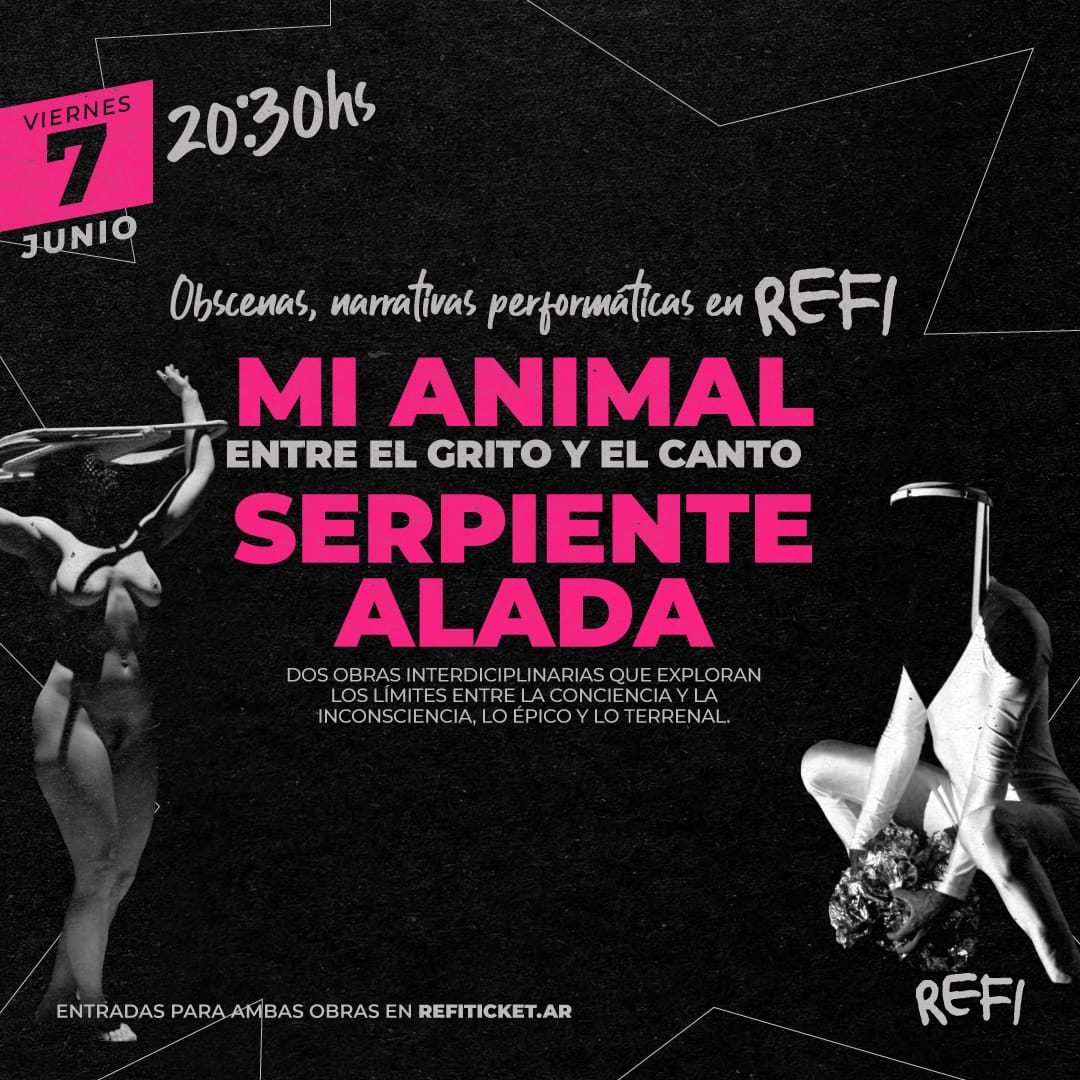 VIERNES
7
JUNIO
20:30hs
Obscenas, narrativas performáticas en REFI
MI ANIMAL
ENTRE EL GRITO Y EL CANTO
SERPIENTE
ALADA
DOS OBRAS INTERDICIPLINARIAS QUE EXPLORAN
LOS LÍMITES ENTRE LA CONCIENCIA Y LA
INCONSCIENCIA, LO ÉPICO Y LO TERRENAL.
ENTRADAS PARA AMBAS OBRAS EN REFITICKET.AR
REFI